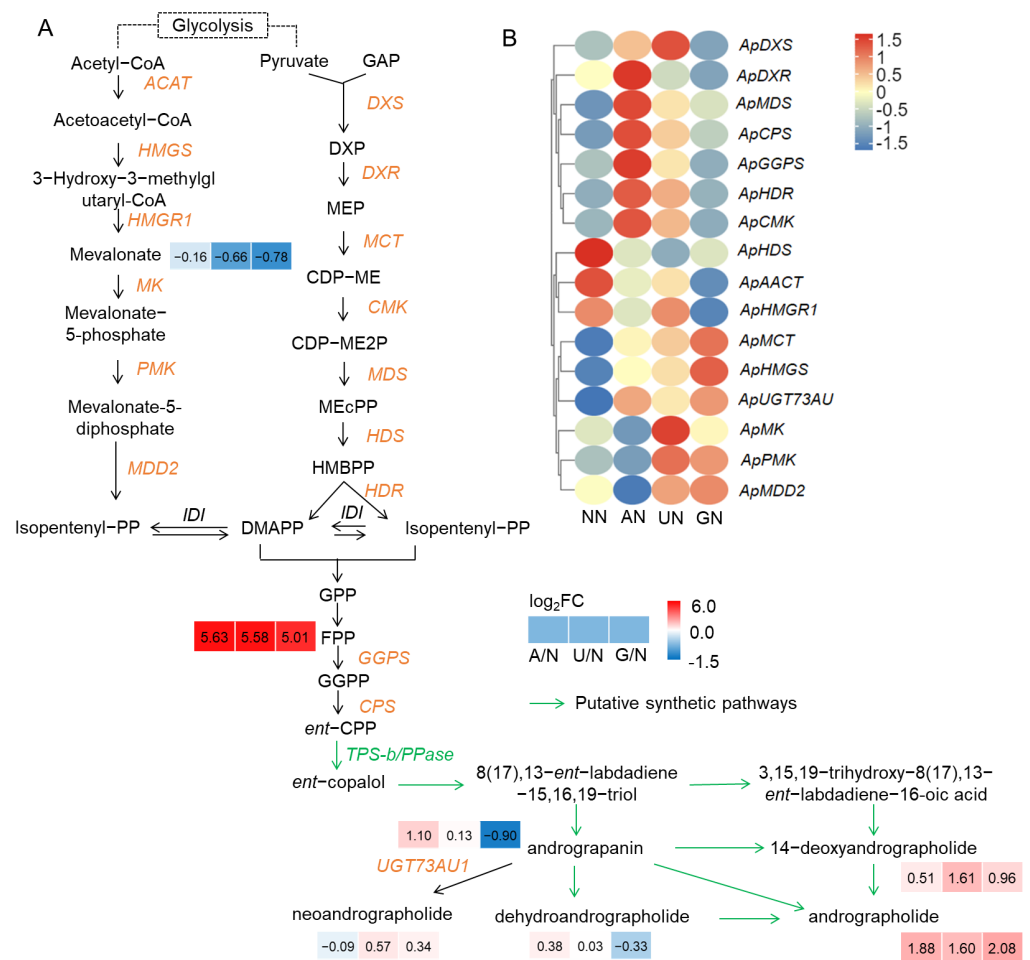 A
Glycolysis
Acetyl−CoA
ACAT
Acetoacetyl−CoA
HMGS
3−Hydroxy−3−methylgl
utaryl-CoA
HMGR1
Mevalonate
−0.16 −0.66 −0.78
MK
Mevalonate−
5-phosphate
PMK
Mevalonate-5-
diphosphate
MDD2
Isopentenyl−PP
Pyruvate GAP
DXS
DXP
DXR
MEP
MCT
CDP−ME
CMK
CDP−ME2P
MDS
MEcPP
HDS
HMBPP
HDR
IDI DMAPP IDI Isopentenyl−PP
GPP
5.63 5.58 5.01 FPP
GGPS
GGPP
CPS
ent−CPP
TPS-b/PPase
ent−copalol
8(17),13−ent−labdadiene
−15,16,19−triol
3,15,19−trihydroxy−8(17),13−
ent−labdadiene−16-oic acid
1.10 0.13 −0.90
andrograpanin
14−deoxyandrographolide
0.51 1.61 0.96
UGT73AU1
neoandrographolide
−0.09 0.57 0.34
dehydroandrographolide
0.38 0.03 −0.33
andrographolide
1.88 1.60 2.08
B
ApDXS
ApDXR
ApMDS
ApCPS
ApGGPS
ApHDR
ApCMK
ApHDS
ApAACT
ApHMGR1
ApMCT
ApHMGS
ApUGT73AU
ApMK
ApPMK
ApMDD2
NN AN UN GN
1.5
1
0.5
0
-0.5
-1
-1.5
log2FC
A/N U/N G/N
6.0
0.0
-1.5
Putative synthetic pathways